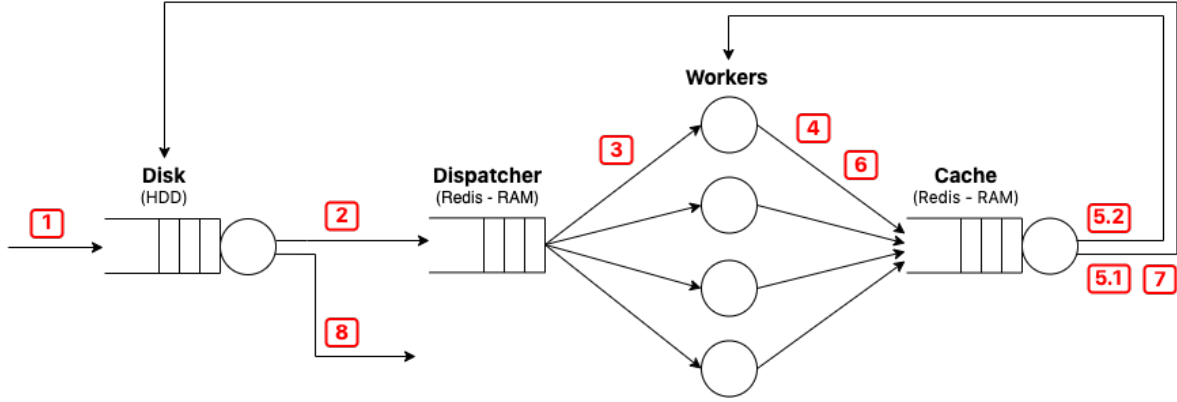 Workers
3
4
6
Disk
(HDD)
Dispatcher
(Redis - RAM)
Cache
(Redis - RAM)
1
2
5.2
5.1
7
8